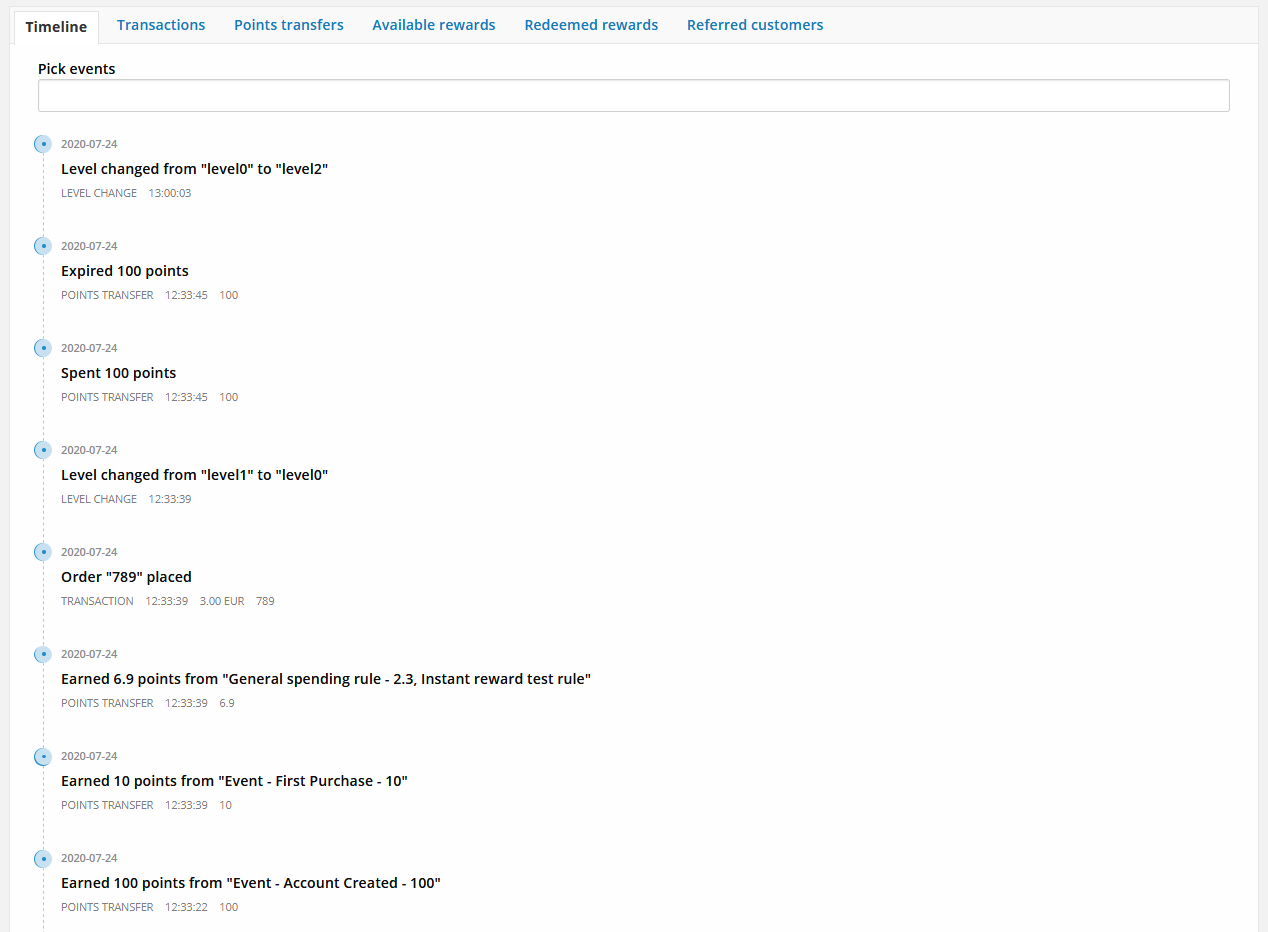 Timeline Transactions Points transfers Available rewards Redeemed rewards Referred customers
Pick events
2020-07-24
Level changed from "level0" to "level2"
LEVEL CHANGE 13:00:03
2020-07-24
Expired 100 points
POINTS TRANSFER 12:33:45 100
2020-07-24
Spent 100 points
POINTS TRANSFER 12:33:45 100
2020-07-24
Level changed from "level1" to "level0"
LEVEL CHANGE 12:33:39
2020-07-24
Order "789" placed
TRANSACTION 12:33:39 3.00 EUR 789
2020-07-24
Earned 6.9 points from "General spending rule - 2.3, Instant reward test rule"
POINTS TRANSFER 12:33:39 6.9
2020-07-24
Earned 10 points from "Event - First Purchase - 10"
POINTS TRANSFER 12:33:39 10
2020-07-24
Earned 100 points from "Event - Account Created - 100"
POINTS TRANSFER 12:33:22 100